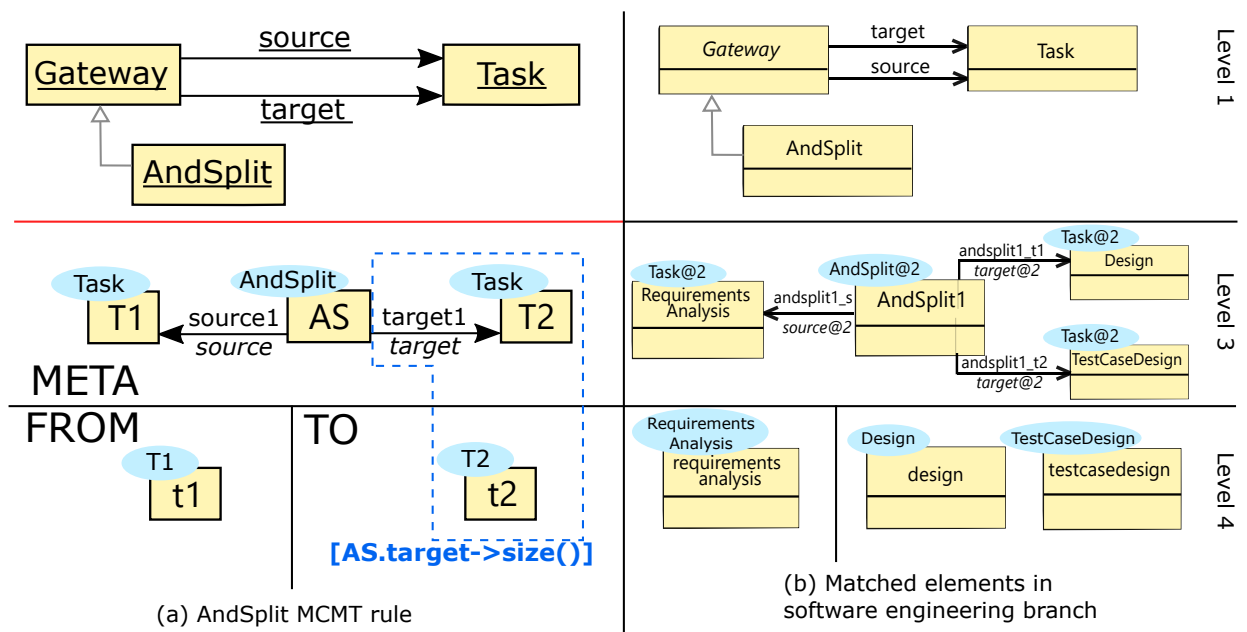 source
Gateway
Task
target
AndSplit
target
Gateway
Task
source
AndSplit
Level 1
Task
AndSplit
Task
T1
source1
source
AS
target1
target
T2
META
Task@2
Requirements
Analysis
andsplit1_s
source@2
AndSplit@2
AndSplit1
andsplit1_t1
target@2
Task@2
Design
andsplit1_t2
target@2
Task@2
TestCaseDesign
Level 3
FROM
T1
t1
TO
T2
t2
[AS.target->size()]
Requirements
Analysis
requirements
analysis
Design
design
TestCaseDesign
testcasedesign
Level 4
(a) AndSplit MCMT rule
(b) Matched elements in
software engineering branch